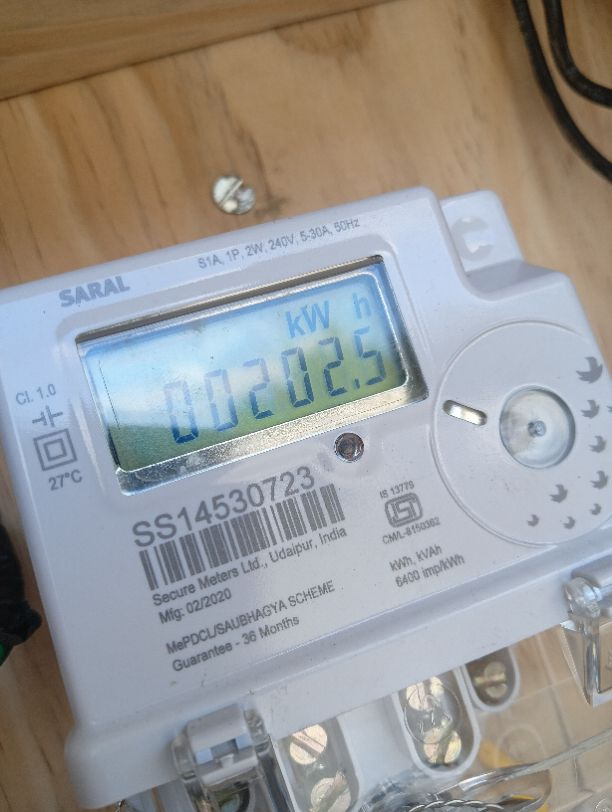 SARAL
S1A, 1P, 2W, 240V, 5-30A, 50Hz
kW h
00202.5
Cl. 1.0
27°C
SS14530723
Secure Meters Ltd., Udaipur, India
Mfg: 02/2020
MePDCL/SAUBHAGYA SCHEME
Guarantee - 36 Months
IS 13779
CM/L-8150362
kWh, kVAh
6400 imp/kWh